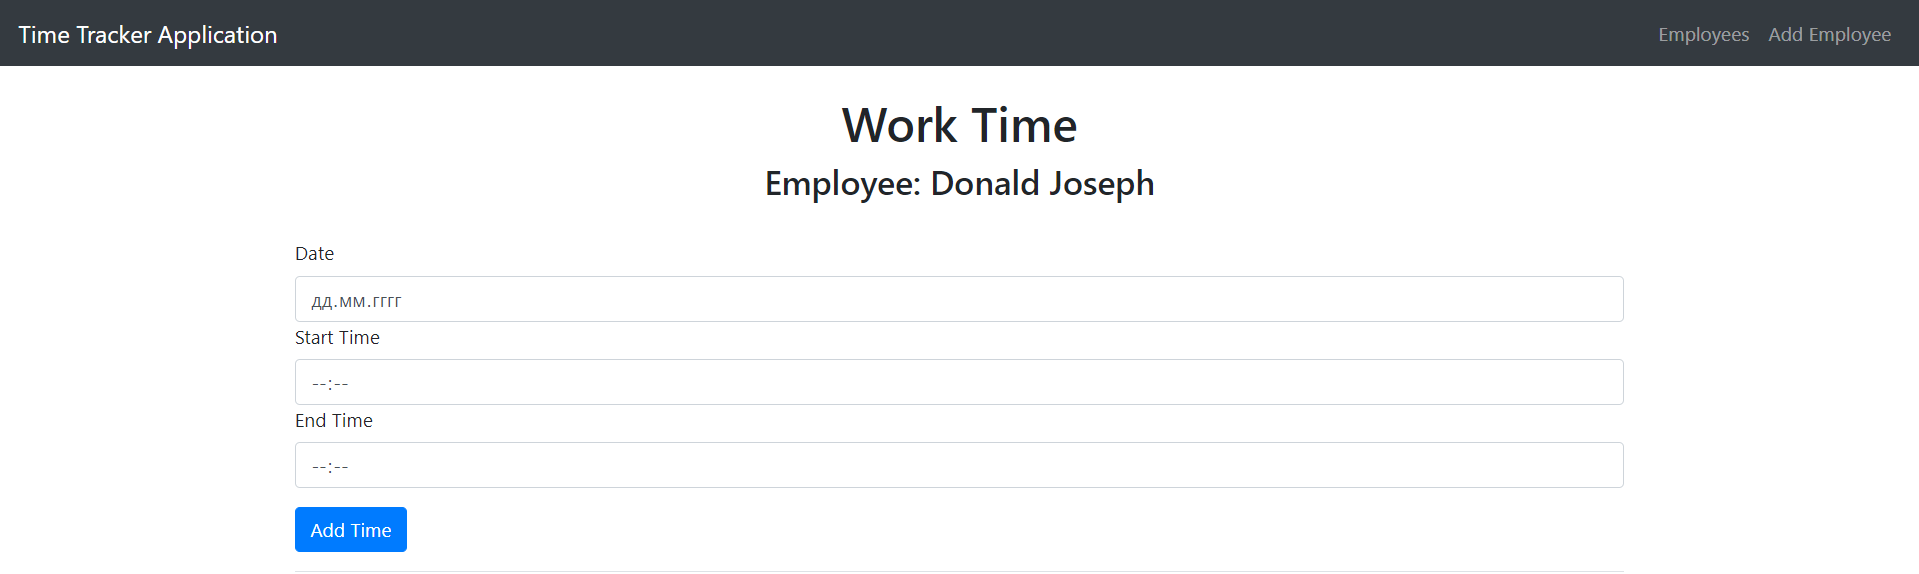 Time Tracker Application Employees Add Employee
Work Time
Employee: Donald Joseph
Date
дд.мм.гггг
Start Time
--:--
End Time
--:--
Add Time